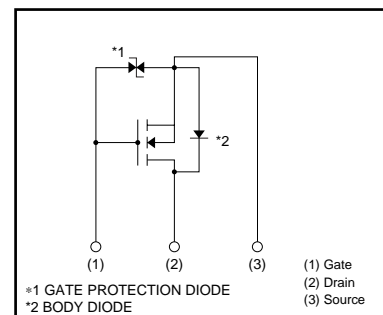 *1
*2
(1) (2) (3)
(1) Gate
(2) Drain
(3) Source
∗1 GATE PROTECTION DIODE
*2 BODY DIODE